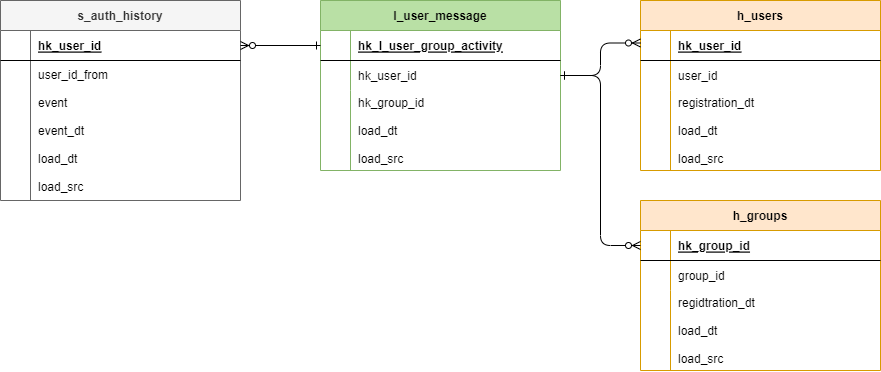 s_auth_history
hk_user_id
user_id_from
event
event_dt
load_dt
load_src
l_user_message
hk_l_user_group_activity
hk_user_id
hk_group_id
load_dt
load_src
h_users
hk_user_id
user_id
registration_dt
load_dt
load_src
h_groups
hk_group_id
group_id
regidtration_dt
load_dt
load_src